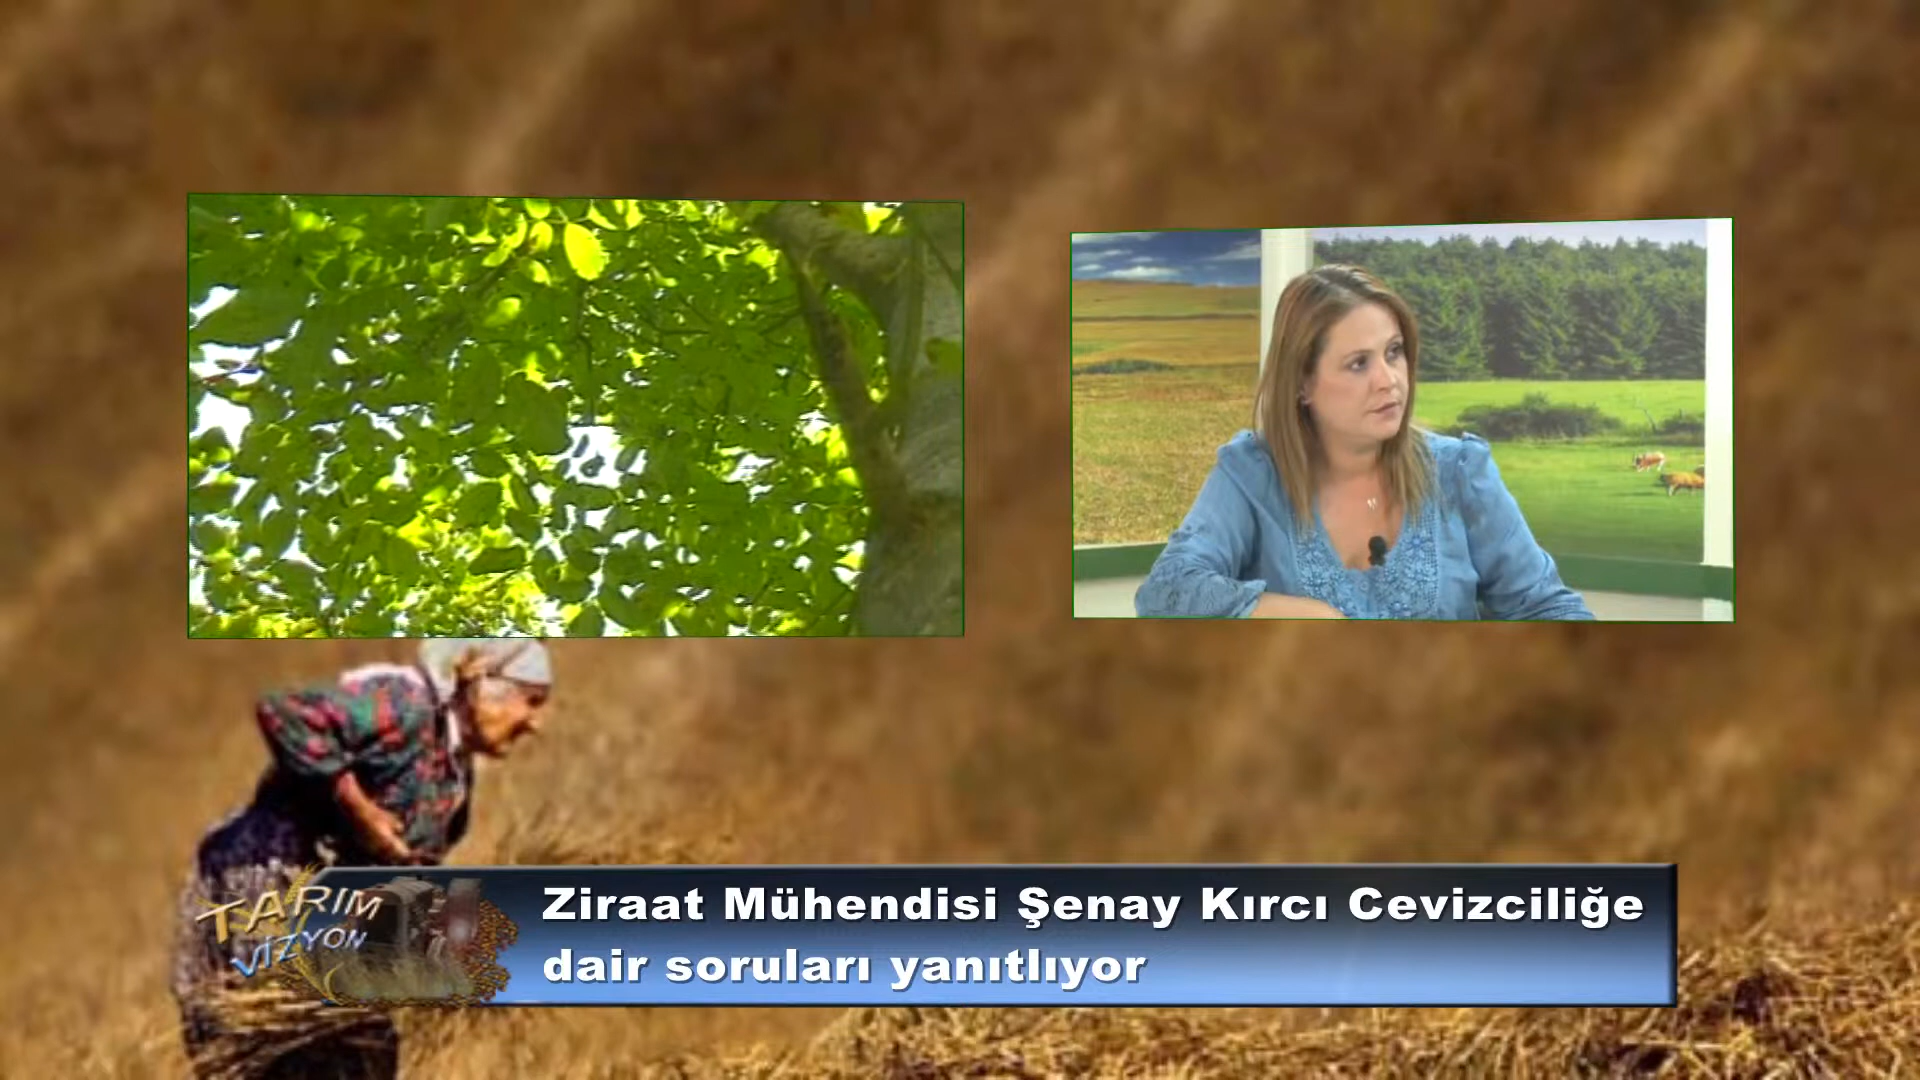 TARIM
VİZYON
Ziraat Mühendisi Şenay Kırcı Cevizciliğe
dair soruları yanıtlıyor